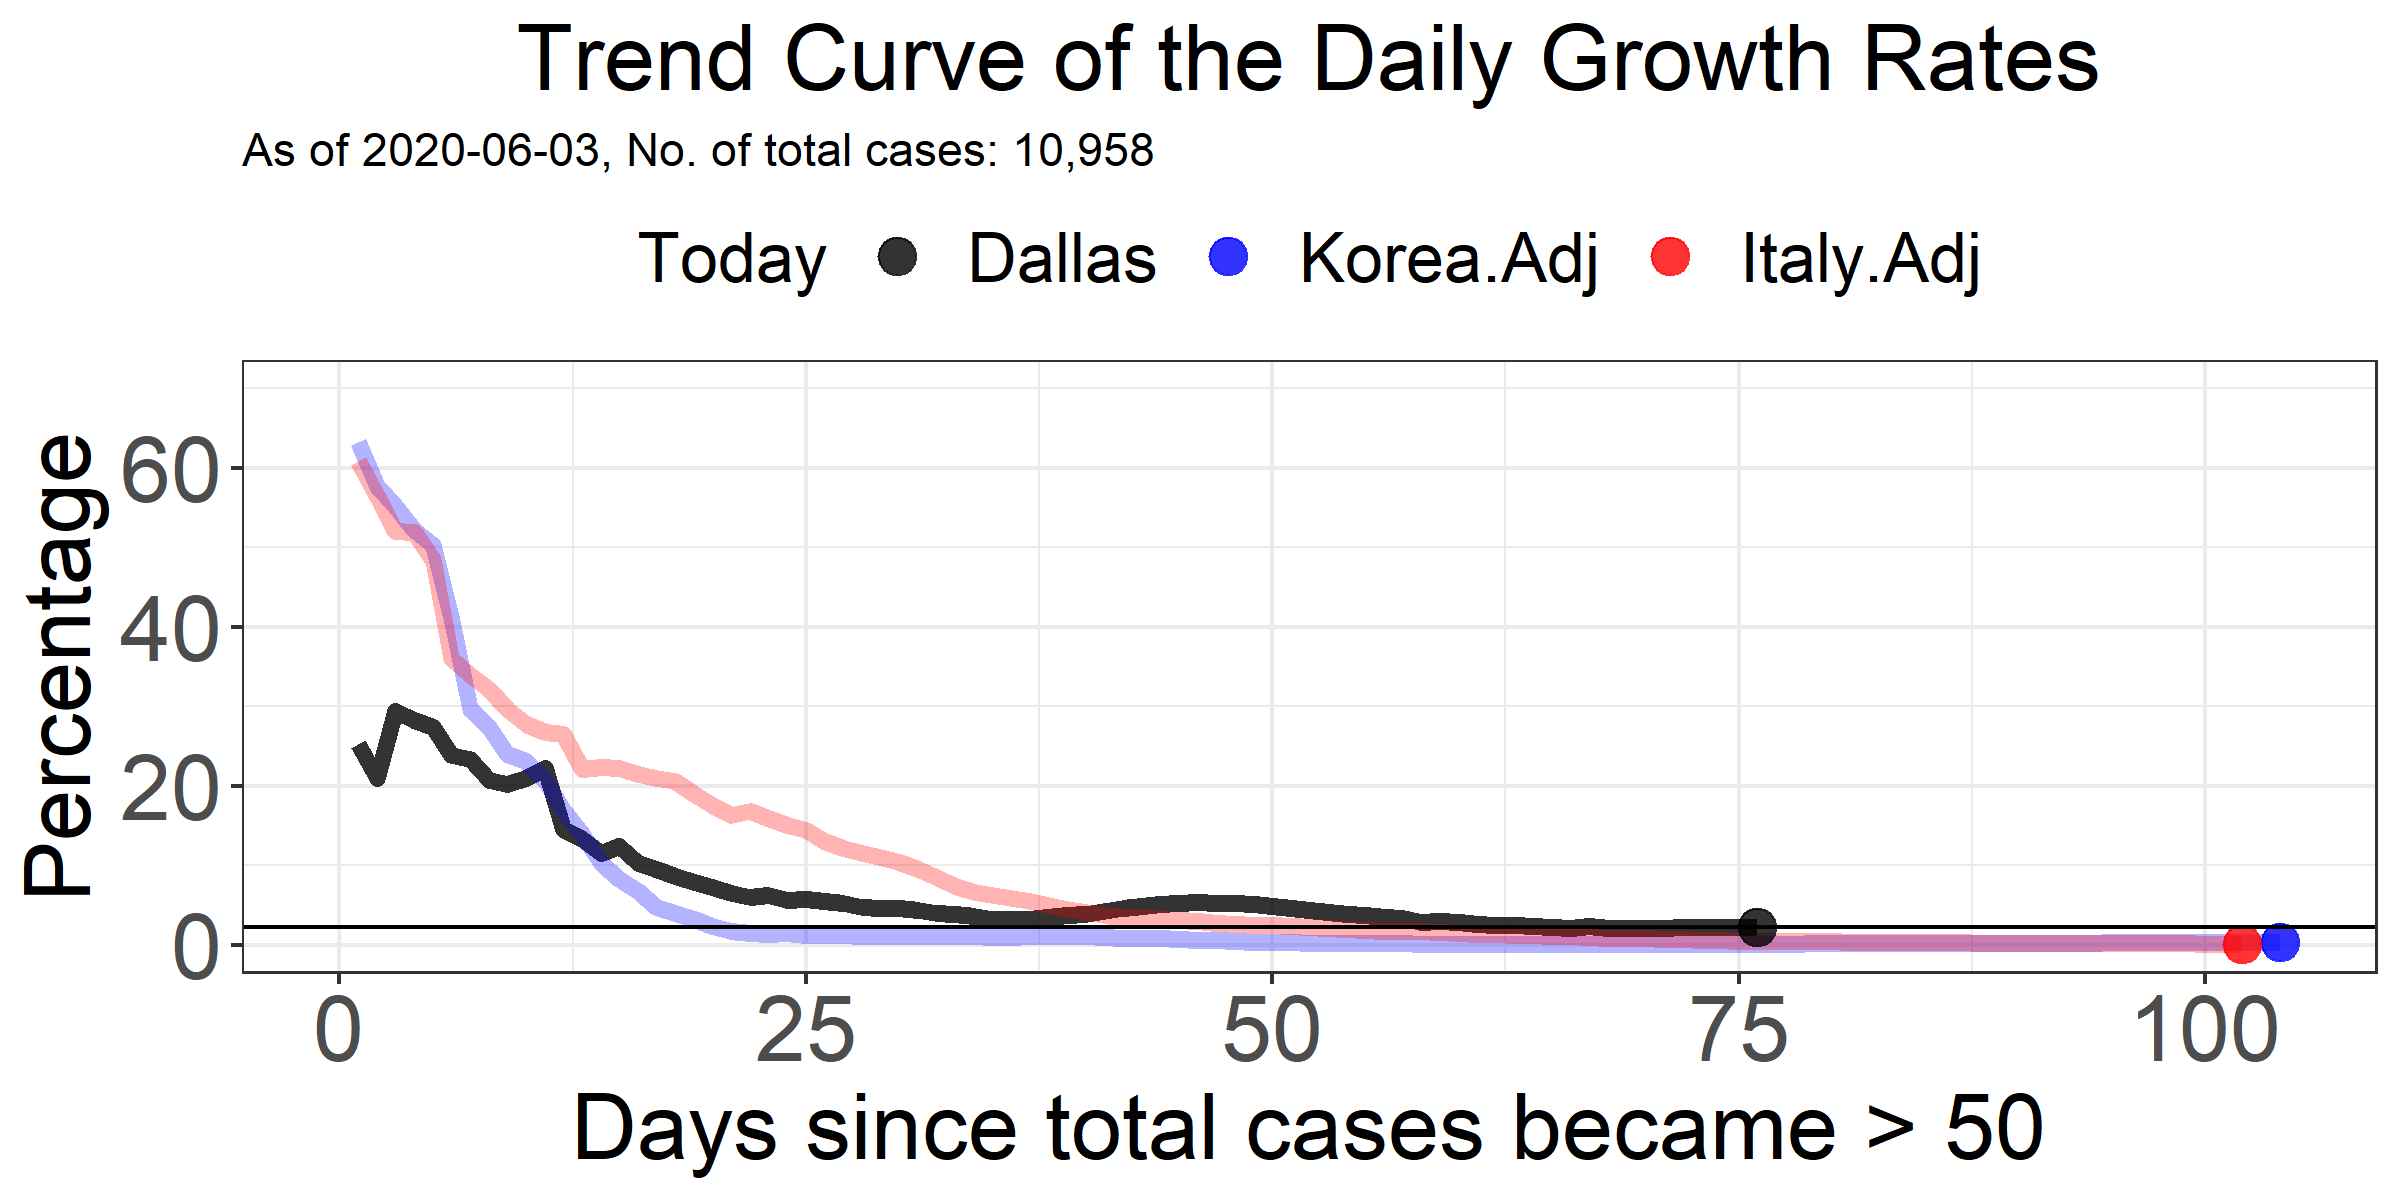 Trend Curve of the Daily Growth Rates
As of 2020-06-03, No. of total cases: 10,958
Today Dallas Korea.Adj Italy.Adj
Percentage
60
40
20
0
0 25 50 75 100
Days since total cases became > 50